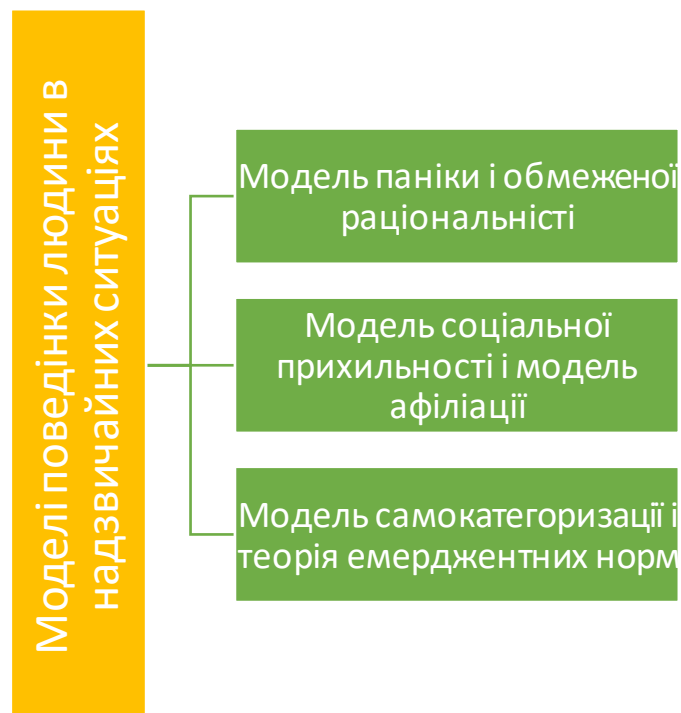 Моделі поведінки людини в
надзвичайних ситуаціях
Модель паніки і обмеженої
раціональністі
Модель соціальної
прихильності і модель
афіліації
Модель самокатегоризації і
теорія емерджентних норм